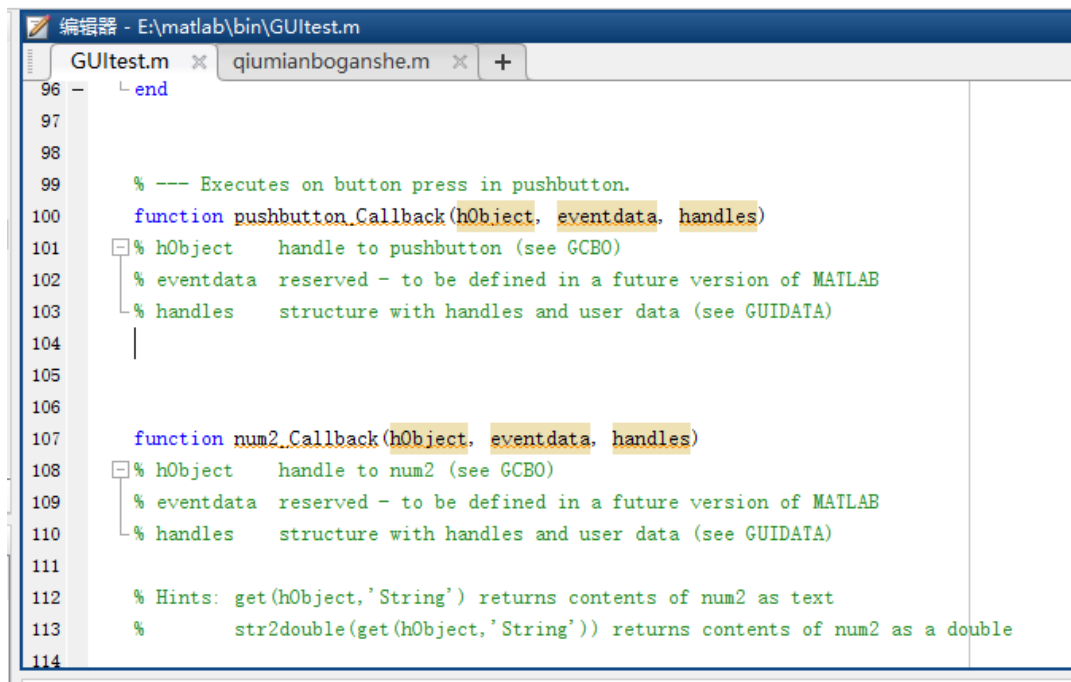 编辑器 - E:\matlab\bin\GUItest.m
GUItest.m × qiumianboganshe.m × +
96 - end
97
98
99 % --- Executes on button press in pushbutton.
100 function pushbutton_Callback(hObject, eventdata, handles)
101 % hObject    handle to pushbutton (see GCBO)
102 % eventdata  reserved - to be defined in a future version of MATLAB
103 % handles    structure with handles and user data (see GUIDATA)
104
105
106
107 function num2_Callback(hObject, eventdata, handles)
108 % hObject    handle to num2 (see GCBO)
109 % eventdata  reserved - to be defined in a future version of MATLAB
110 % handles    structure with handles and user data (see GUIDATA)
111
112 % Hints: get(hObject,'String') returns contents of num2 as text
113 %        str2double(get(hObject,'String')) returns contents of num2 as a double
114